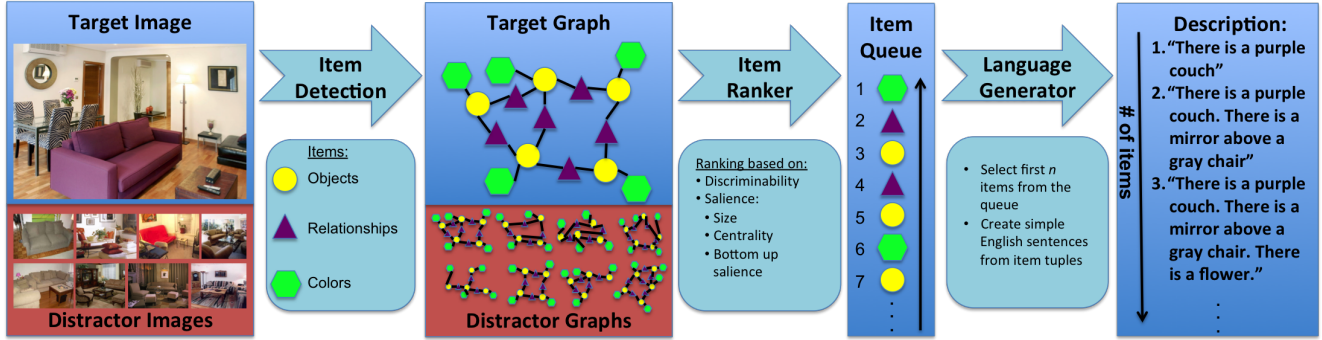 Target Image
Distractor Images
Item
Detection
Items:
Objects
Relationships
Colors
Target Graph
Distractor Graphs
Item
Ranker
Ranking based on:
• Discriminability
• Salience:
• Size
• Centrality
• Bottom up
salience
Item
Queue
1
2
3
4
5
6
7
.
.
.
Language
Generator
• Select first n
items from the
queue
• Create simple
English sentences
from item tuples
# of items
Description:
1. “There is a purple
couch”
2. “There is a purple
couch. There is a
mirror above a
gray chair”
3. “There is a purple
couch. There is a
mirror above a
gray chair. There
is a flower.”
.
.
.